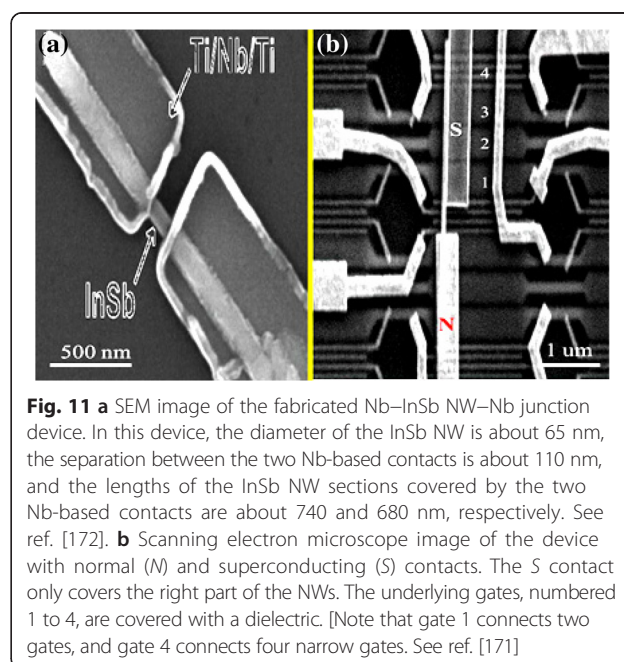 (a)
Ti/Nb/Ti
InSb
500 nm
(b)
4
3
S
2
1
N
1 um
Fig. 11 a SEM image of the fabricated Nb–InSb NW–Nb junction
device. In this device, the diameter of the InSb NW is about 65 nm,
the separation between the two Nb-based contacts is about 110 nm,
and the lengths of the InSb NW sections covered by the two
Nb-based contacts are about 740 and 680 nm, respectively. See
ref. [172]. b Scanning electron microscope image of the device
with normal (N) and superconducting (S) contacts. The S contact
only covers the right part of the NWs. The underlying gates, numbered
1 to 4, are covered with a dielectric. [Note that gate 1 connects two
gates, and gate 4 connects four narrow gates. See ref. [171]